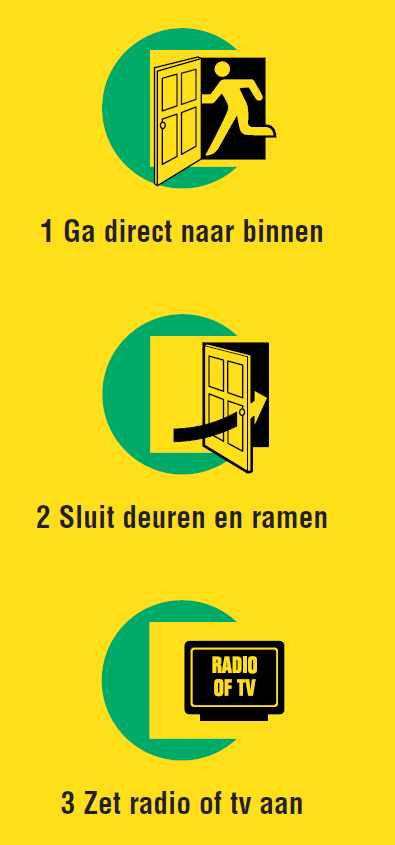 1 Ga direct naar binnen
2 Sluit deuren en ramen
RADIO
OF TV
3 Zet radio of tv aan